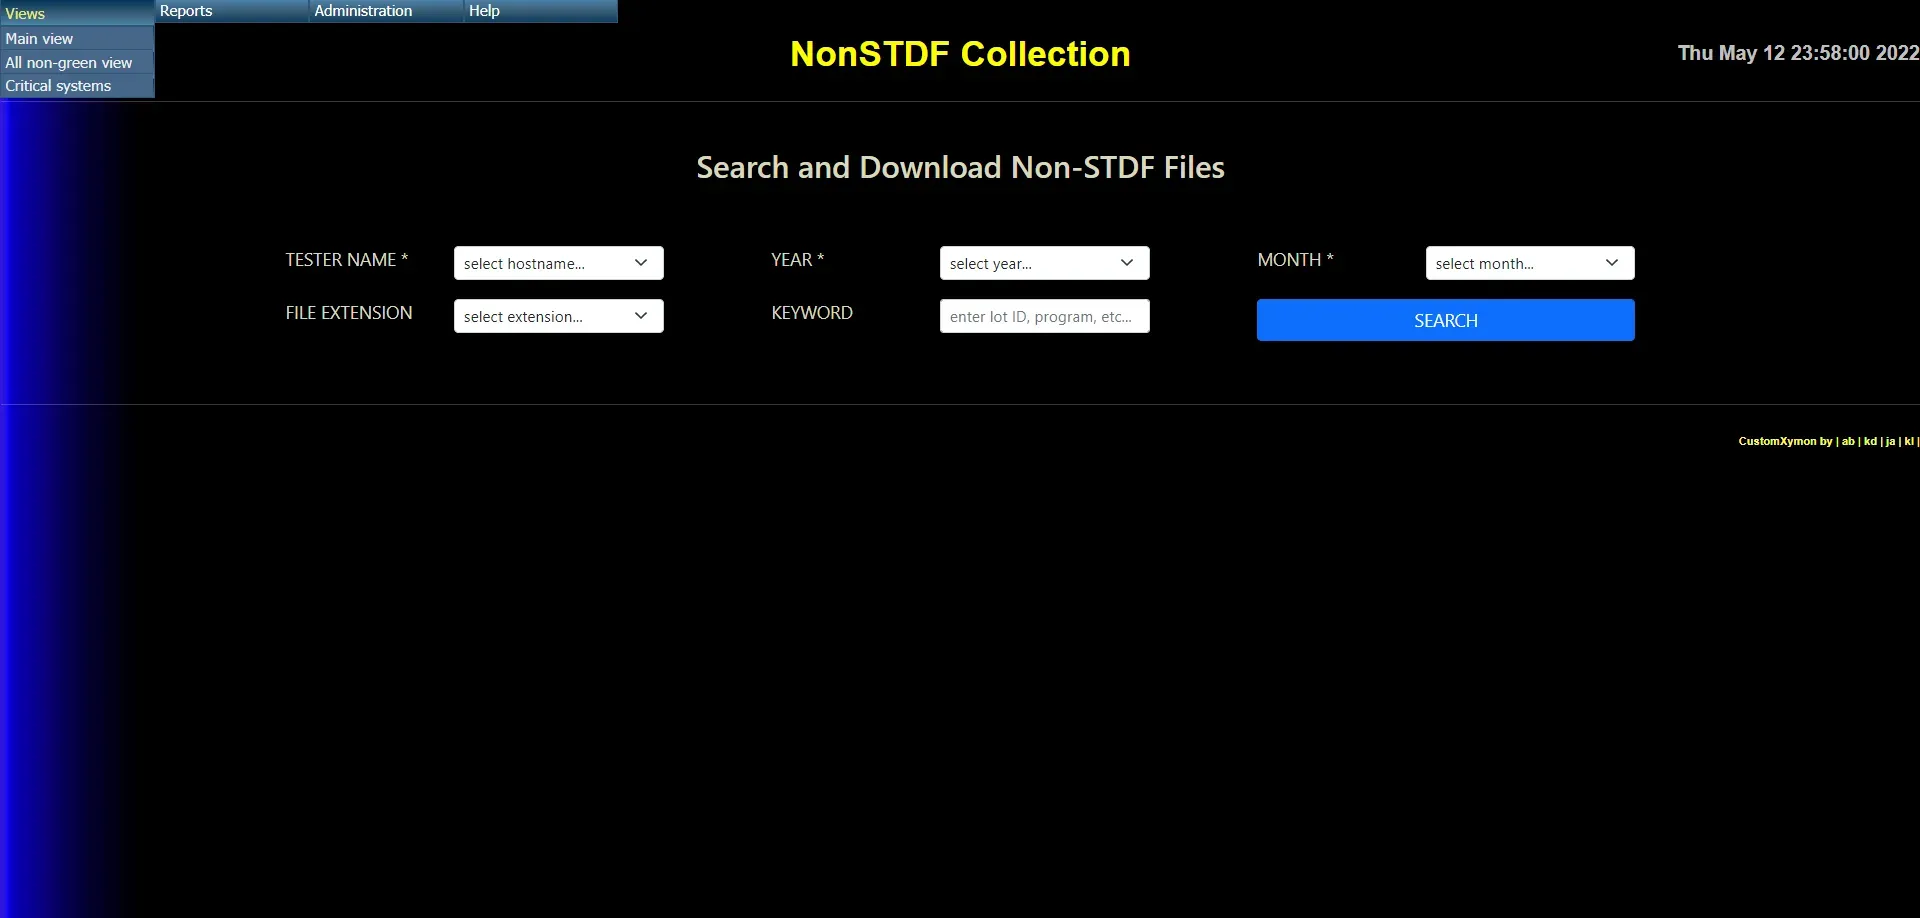 Views Reports Administration Help
Main view
All non-green view
Critical systems
NonSTDF Collection
Thu May 12 23:58:00 2022
Search and Download Non-STDF Files
TESTER NAME * select hostname... YEAR * select year... MONTH * select month...
FILE EXTENSION select extension... KEYWORD enter lot ID, program, etc... SEARCH
CustomXymon by | ab | kd | ja | kl |